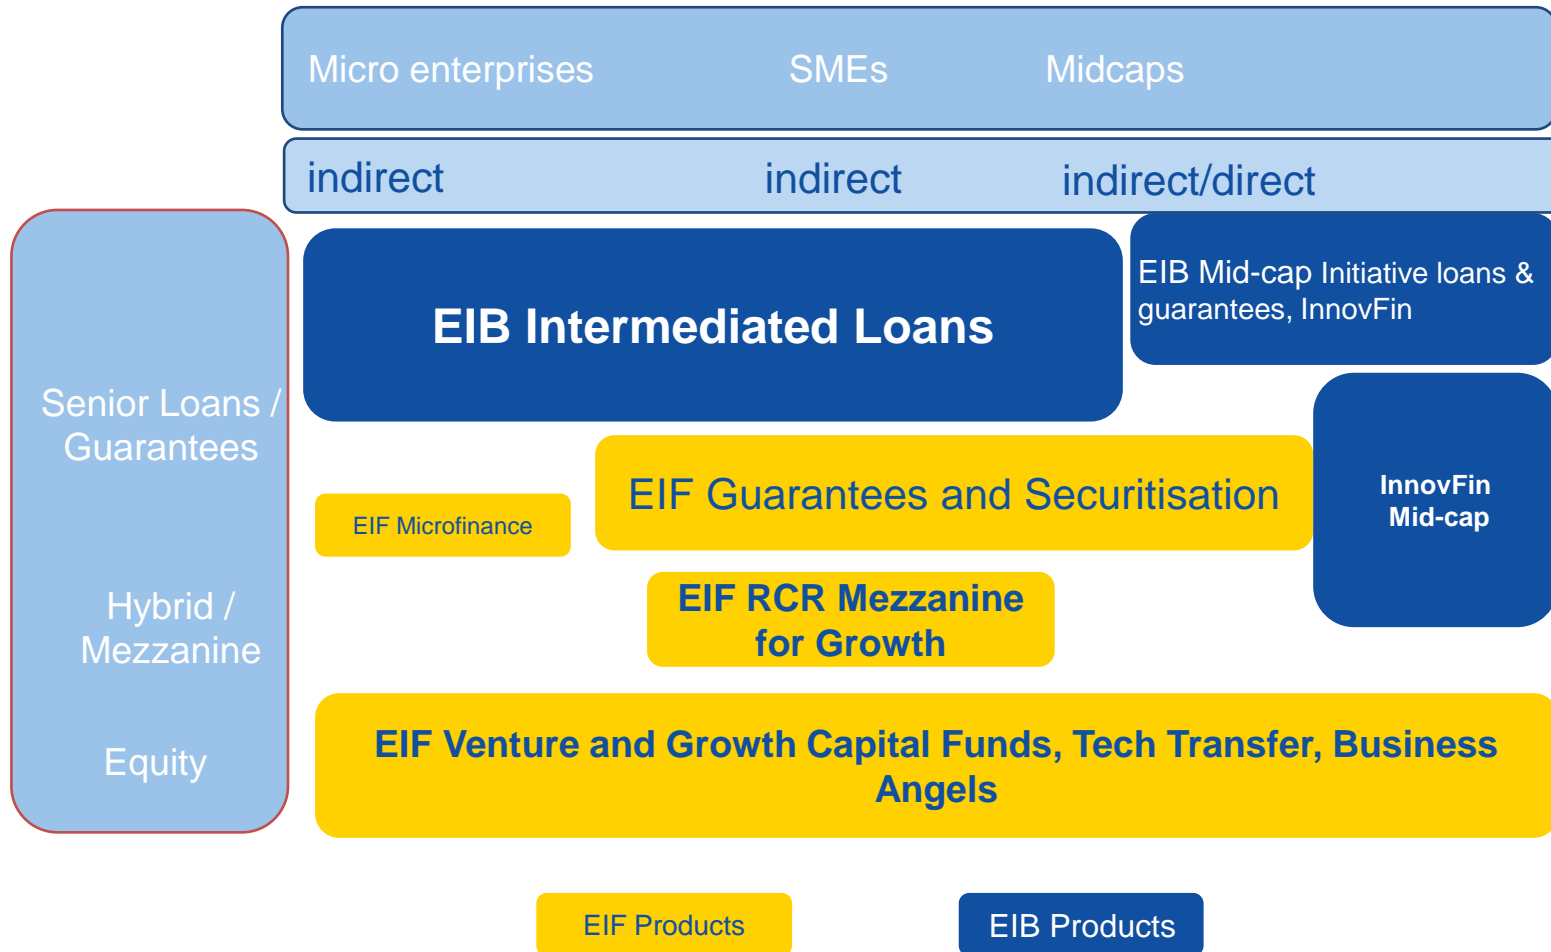 Micro enterprises SMEs Midcaps
indirect indirect indirect/direct
EIB Mid-cap Initiative loans &
guarantees, InnovFin
EIB Intermediated Loans
Senior Loans /
Guarantees
EIF Guarantees and Securitisation
InnovFin
Mid-cap
EIF Microfinance
Hybrid /
Mezzanine
EIF RCR Mezzanine
for Growth
Equity
EIF Venture and Growth Capital Funds, Tech Transfer, Business
Angels
EIF Products
EIB Products